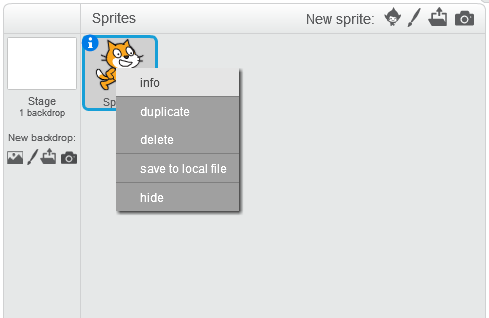 Sprites
New sprite:
Stage
1 backdrop
New backdrop:
info
duplicate
delete
save to local file
hide